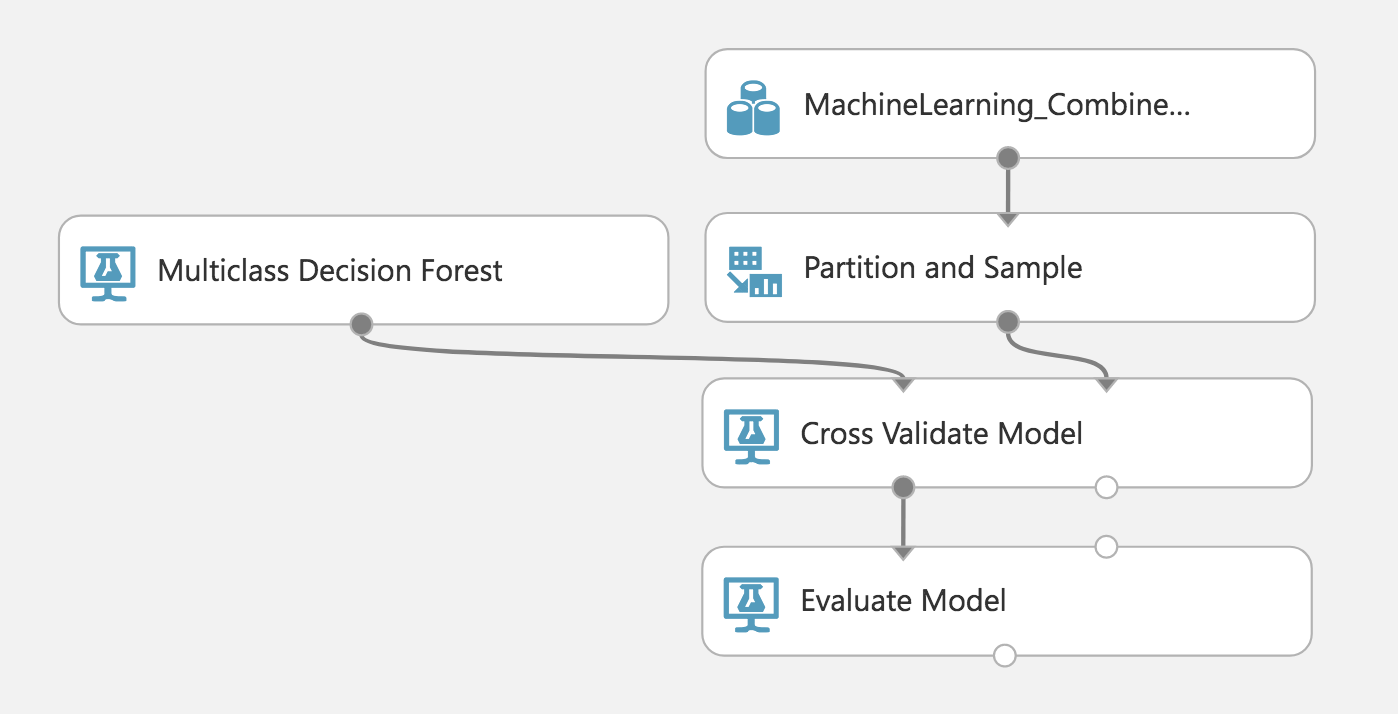 MachineLearning_Combine...
Multiclass Decision Forest
Partition and Sample
Cross Validate Model
Evaluate Model